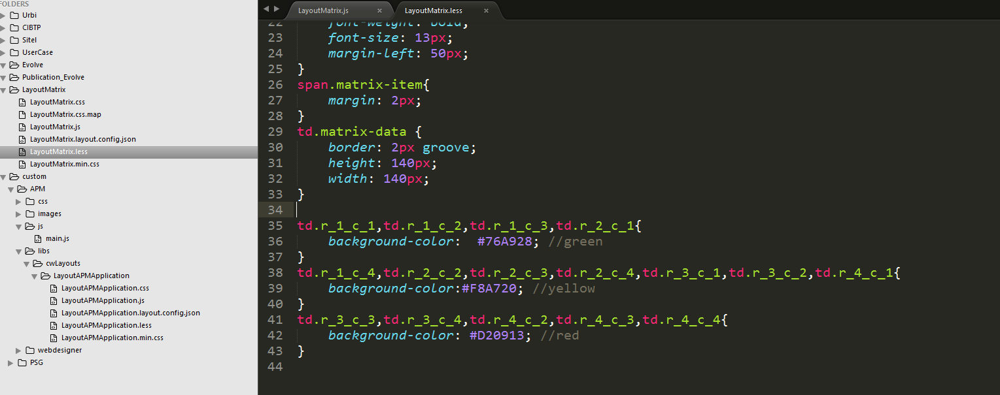 FOLDERS
Urbi
CIBTP
Sitel
UserCase
Evolve
Publication_Evolve
LayoutMatrix
LayoutMatrix.css
LayoutMatrix.css.map
LayoutMatrix.js
LayoutMatrix.layout.config.json
LayoutMatrix.less
LayoutMatrix.min.css
custom
APM
css
images
js
main.js
libs
cwLayouts
LayoutAPMApplication
LayoutAPMApplication.css
LayoutAPMApplication.js
LayoutAPMApplication.layout.config.json
LayoutAPMApplication.less
LayoutAPMApplication.min.css
webdesigner
PSG
LayoutMatrix.js × LayoutMatrix.less ×
22 font-weight: bold;
23 font-size: 13px;
24 margin-left: 50px;
25 }
26 span.matrix-item{
27 margin: 2px;
28 }
29 td.matrix-data {
30 border: 2px groove;
31 height: 140px;
32 width: 140px;
33 }
34
35 td.r_1_c_1,td.r_1_c_2,td.r_1_c_3,td.r_2_c_1{
36 background-color:  #76A928; //green
37 }
38 td.r_1_c_4,td.r_2_c_2,td.r_2_c_3,td.r_2_c_4,td.r_3_c_1,td.r_3_c_2,td.r_4_c_1{
39 background-color:#F8A720; //yellow
40 }
41 td.r_3_c_3,td.r_3_c_4,td.r_4_c_2,td.r_4_c_3,td.r_4_c_4{
42 background-color: #D20913; //red
43 }
44